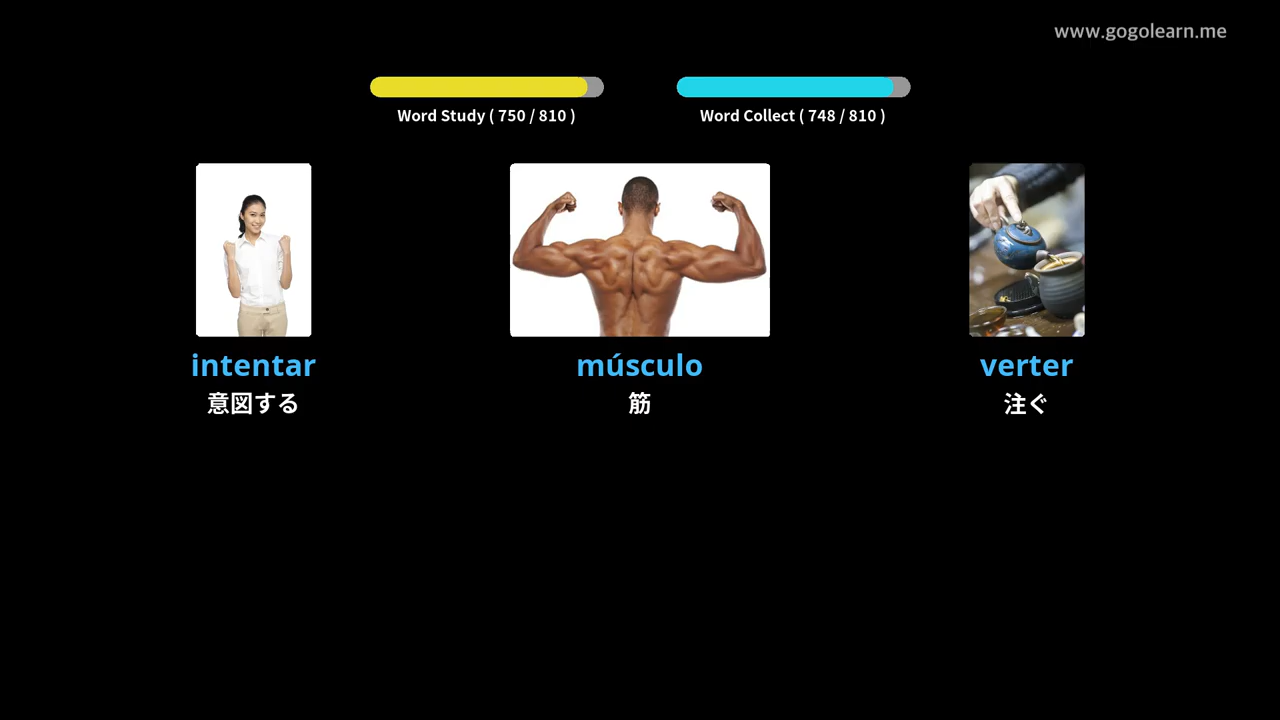 www.gogolearn.me
Word Study ( 750 / 810 )
Word Collect ( 748 / 810 )
intentar
músculo
verter
意図する
筋
注ぐ